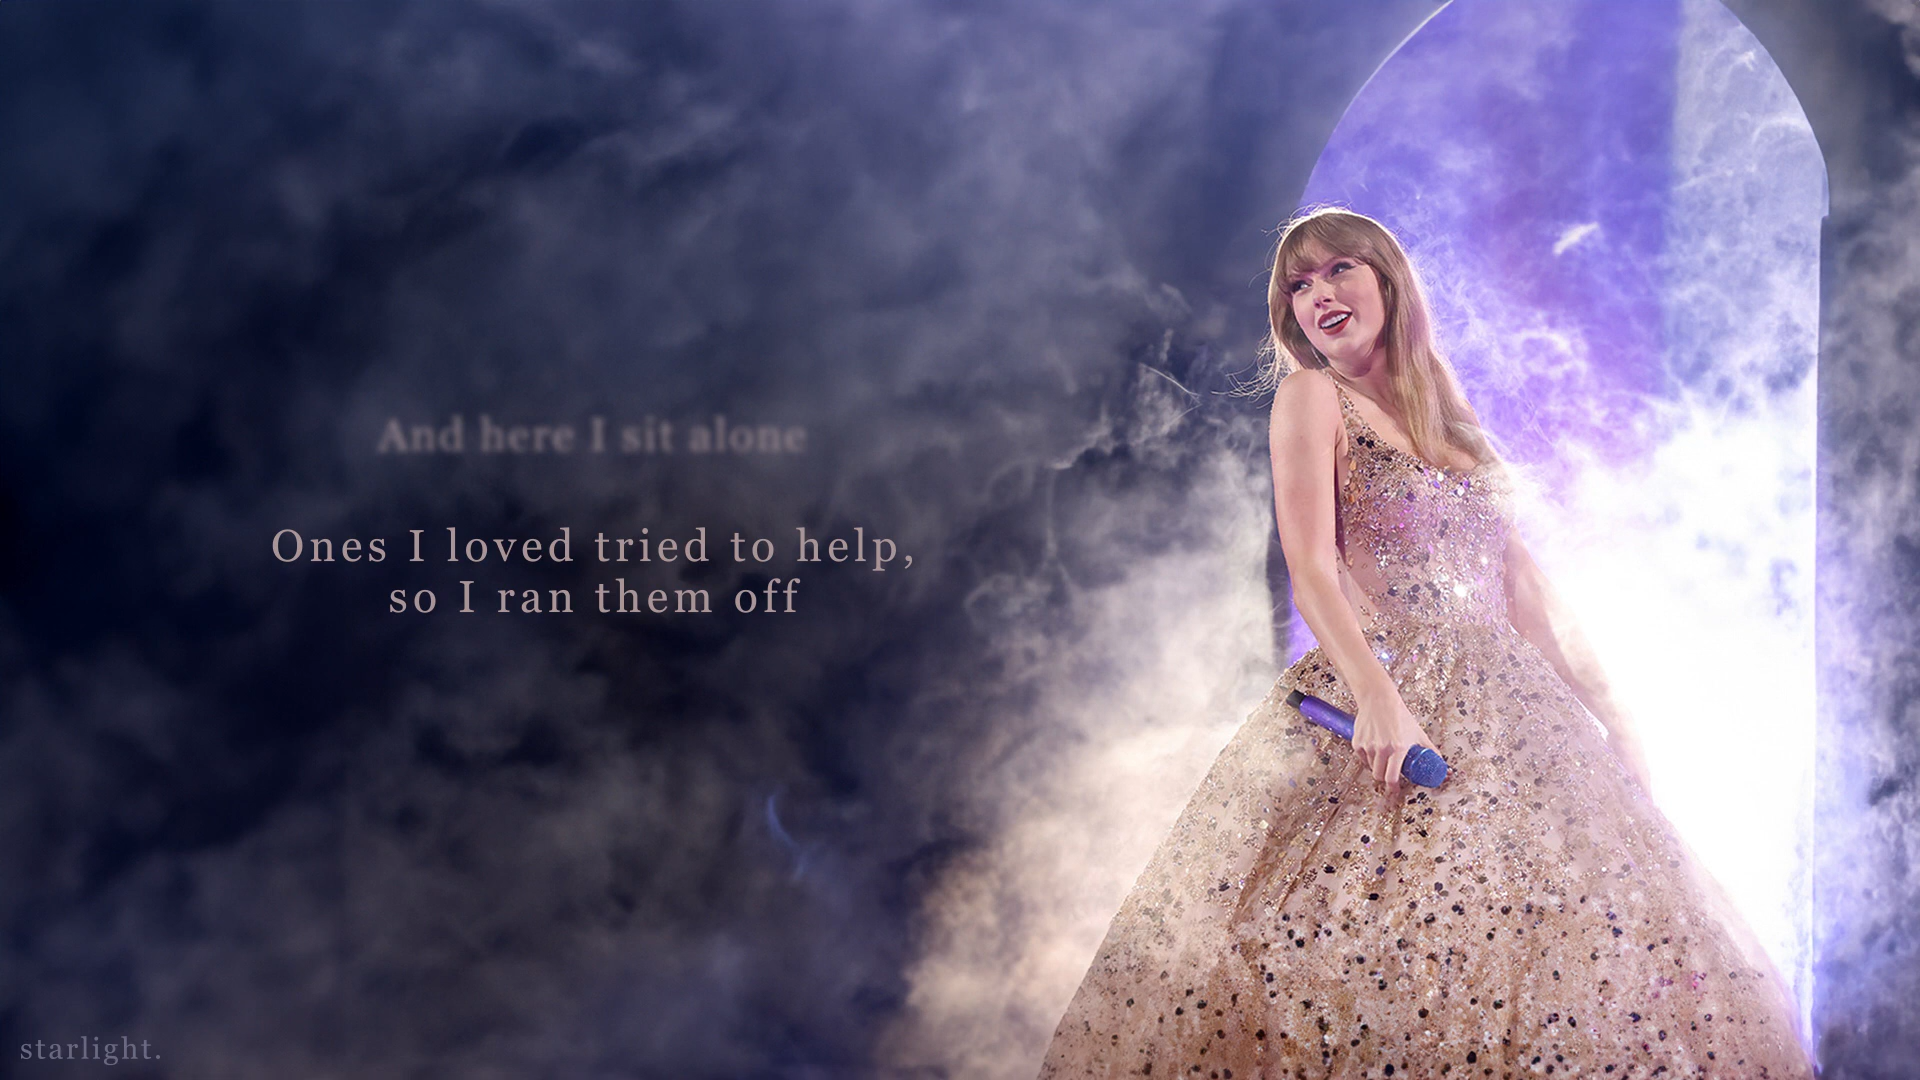 And here I sit alone
Ones I loved tried to help,
so I ran them off
starlight.